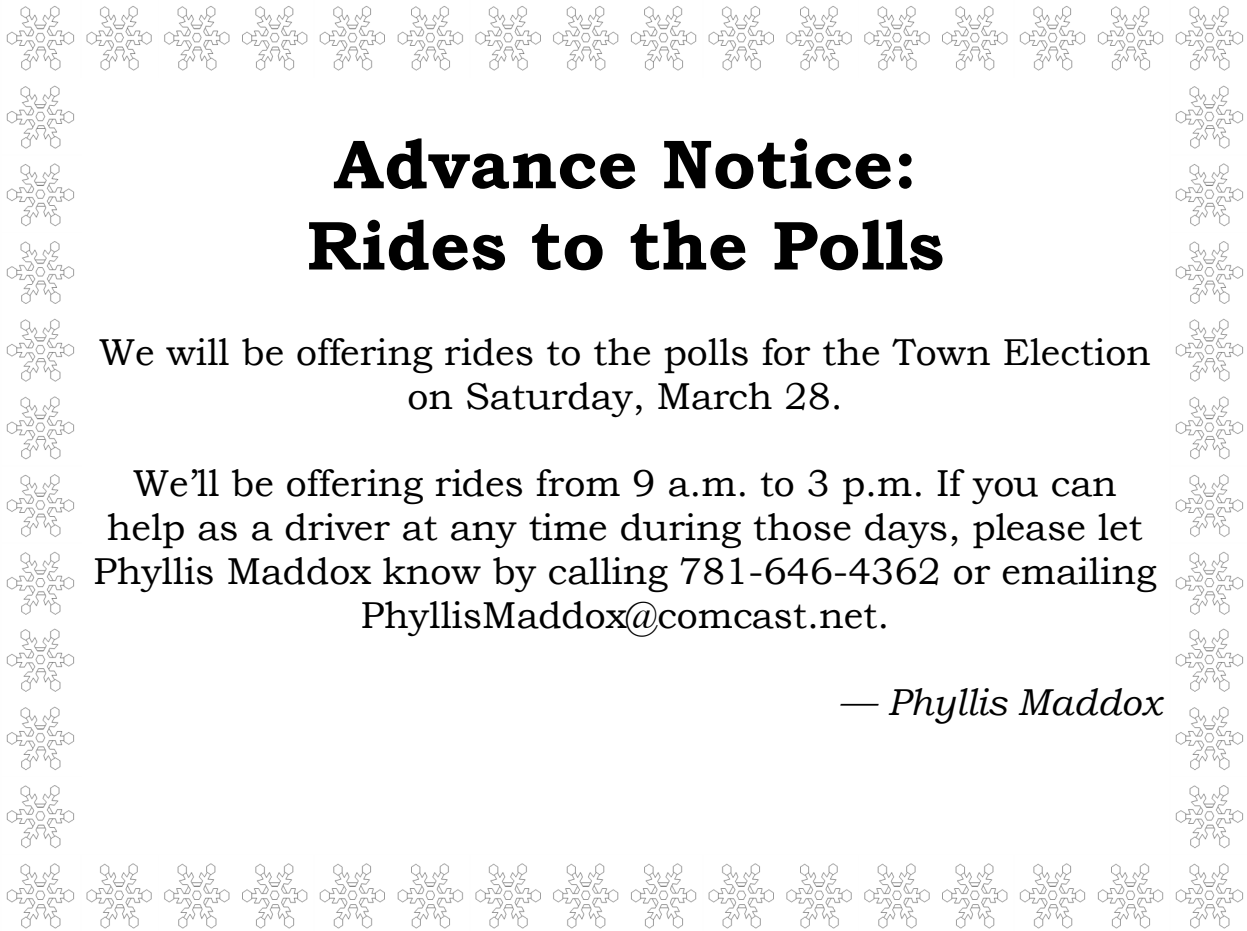 Advance Notice:
Rides to the Polls
We will be offering rides to the polls for the Town Election
on Saturday, March 28.
We’ll be offering rides from 9 a.m. to 3 p.m. If you can
help as a driver at any time during those days, please let
Phyllis Maddox know by calling 781-646-4362 or emailing
PhyllisMaddox@comcast.net.
— Phyllis Maddox